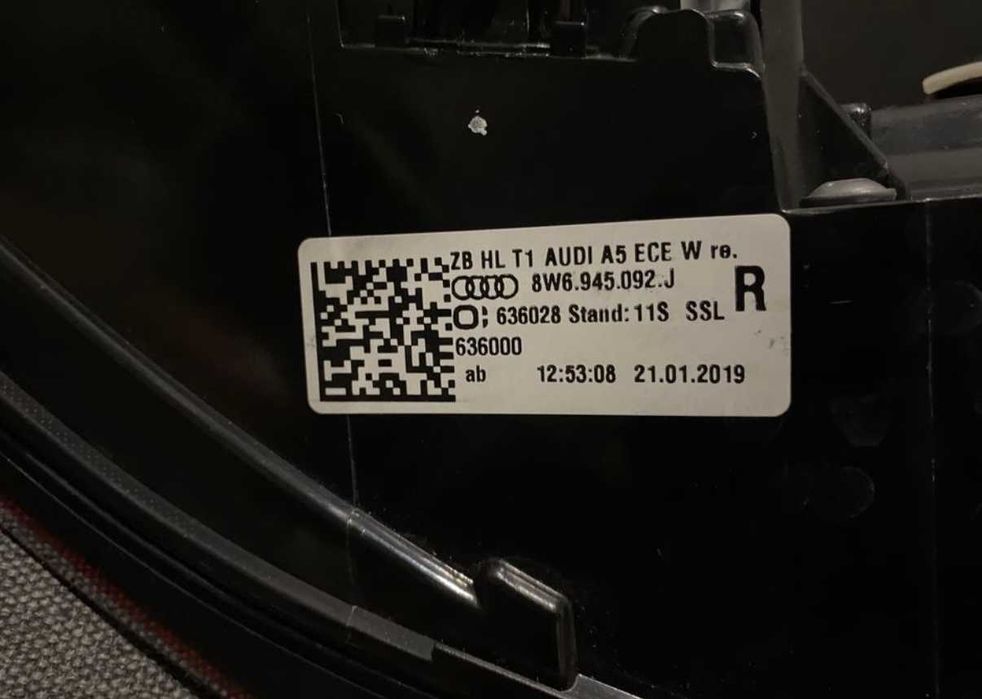 ZB HL T1 AUDI A5 ECE W re.
8W6.945.092.J
R
636028 Stand: 11S SSL
636000
ab 12:53:08 21.01.2019